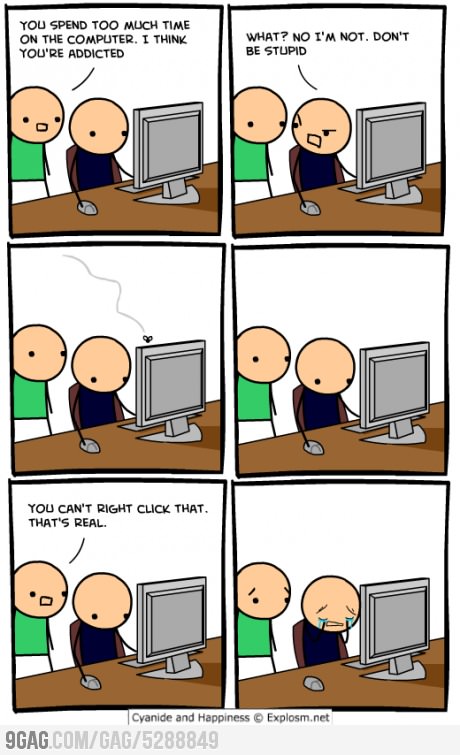 YOU SPEND TOO MUCH TIME
ON THE COMPUTER. I THINK
YOU'RE ADDICTED
WHAT? NO I'M NOT. DON'T
BE STUPID
YOU CAN'T RIGHT CLICK THAT.
THAT'S REAL.
Cyanide and Happiness © Explosm.net
9GAG.COM/GAG/5288849